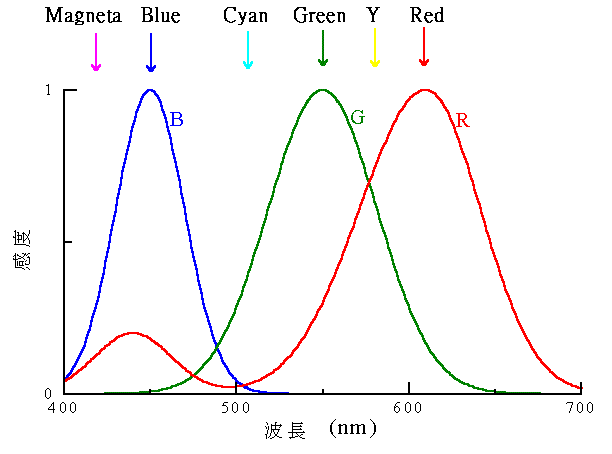 Magneta Blue Cyan Green Y Red
1
B G R
感度
0
400 500 600 700
波長 (nm)